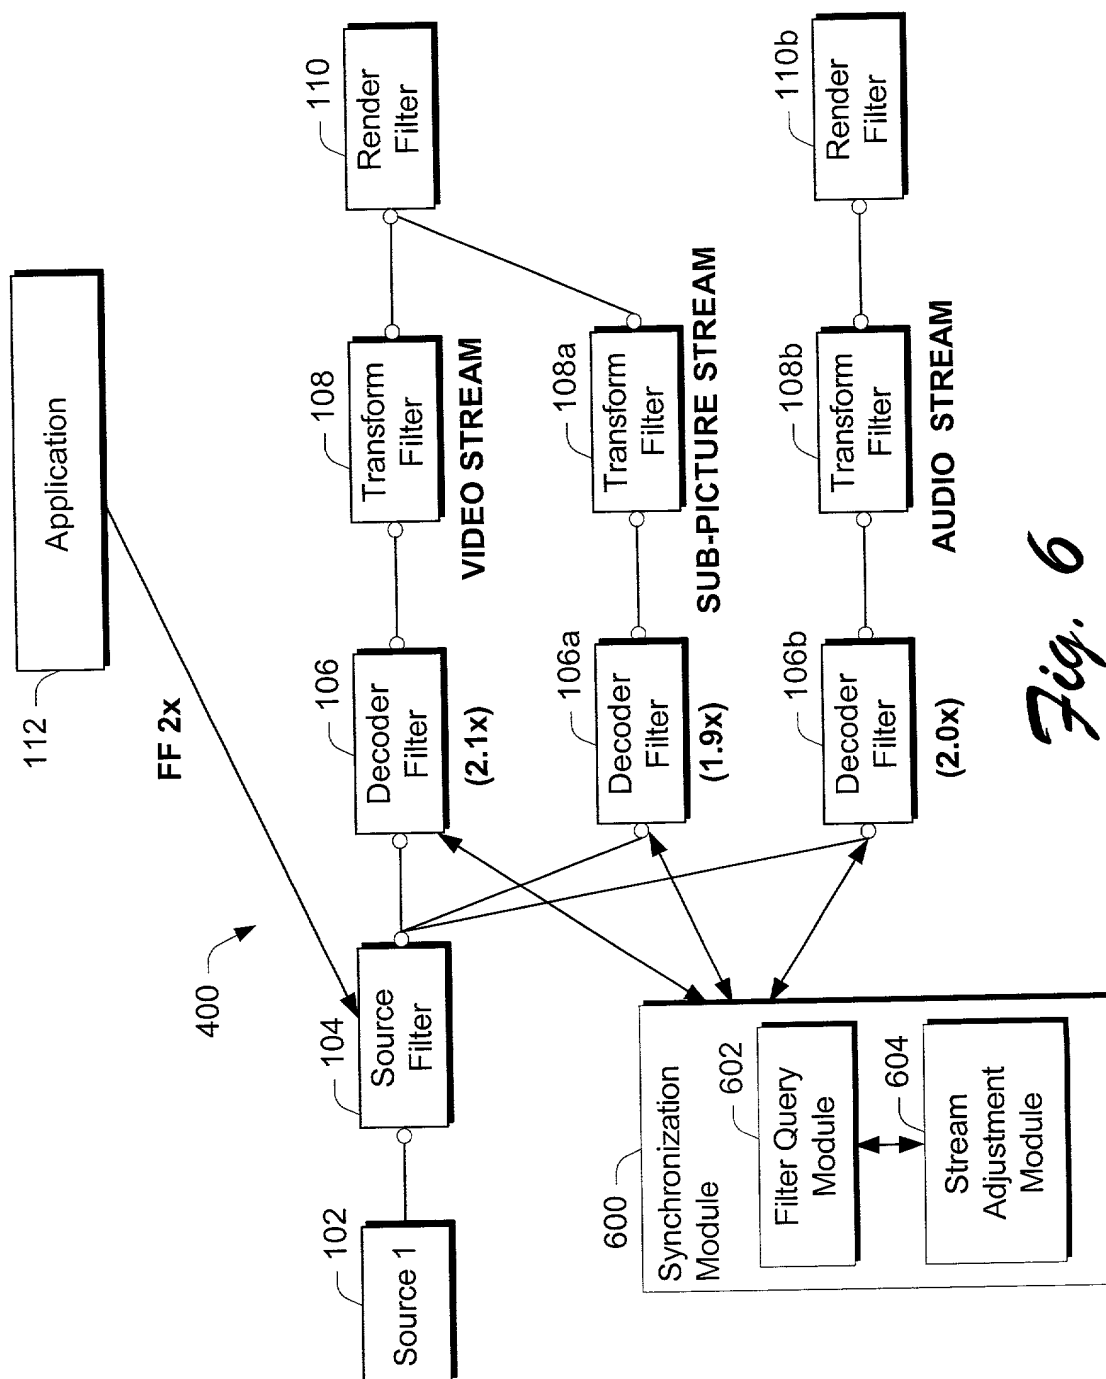 Application
112
FF 2x
400
102
Source 1
104
Source
Filter
106
Decoder
Filter
(2.1x)
108
Transform
Filter
VIDEO STREAM
110
Render
Filter
106a
Decoder
Filter
(1.9x)
108a
Transform
Filter
SUB-PICTURE STREAM
106b
Decoder
Filter
(2.0x)
108b
Transform
Filter
AUDIO STREAM
110b
Render
Filter
600
Synchronization
Module
602
Filter Query
Module
604
Stream
Adjustment
Module
Fig. 6